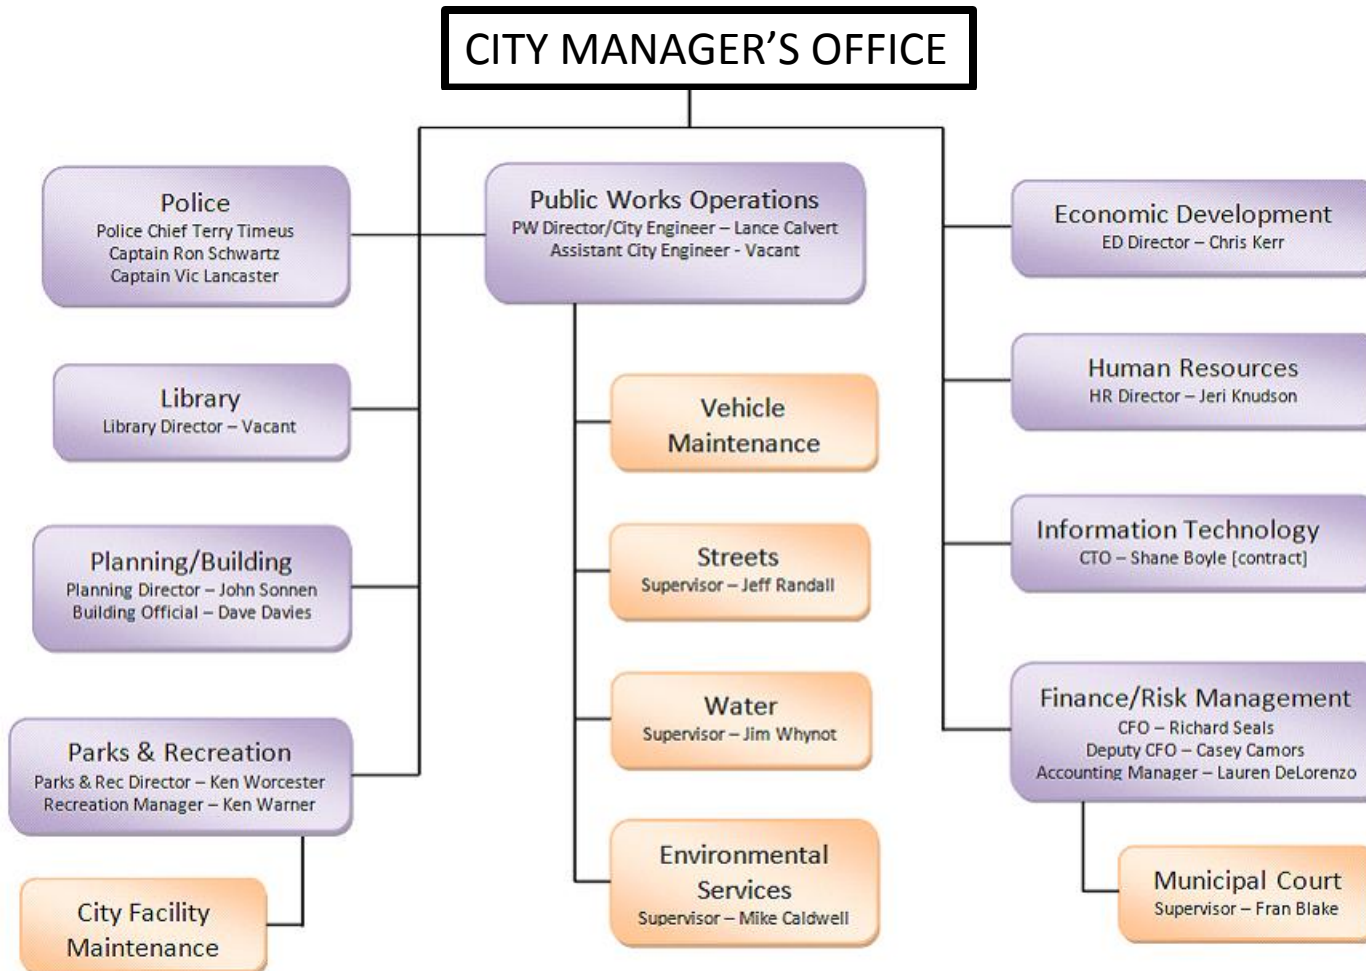 CITY MANAGER’S OFFICE
Police
Police Chief Terry Timeus
Captain Ron Schwartz
Captain Vic Lancaster
Library
Library Director – Vacant
Planning/Building
Planning Director – John Sonnen
Building Official – Dave Davies
Parks & Recreation
Parks & Rec Director – Ken Worcester
Recreation Manager – Ken Warner
City Facility
Maintenance
Public Works Operations
PW Director/City Engineer – Lance Calvert
Assistant City Engineer - Vacant
Vehicle
Maintenance
Streets
Supervisor – Jeff Randall
Water
Supervisor – Jim Whynot
Environmental
Services
Supervisor – Mike Caldwell
Economic Development
ED Director – Chris Kerr
Human Resources
HR Director – Jeri Knudson
Information Technology
CTO – Shane Boyle [contract]
Finance/Risk Management
CFO – Richard Seals
Deputy CFO – Casey Camors
Accounting Manager – Lauren DeLorenzo
Municipal Court
Supervisor – Fran Blake